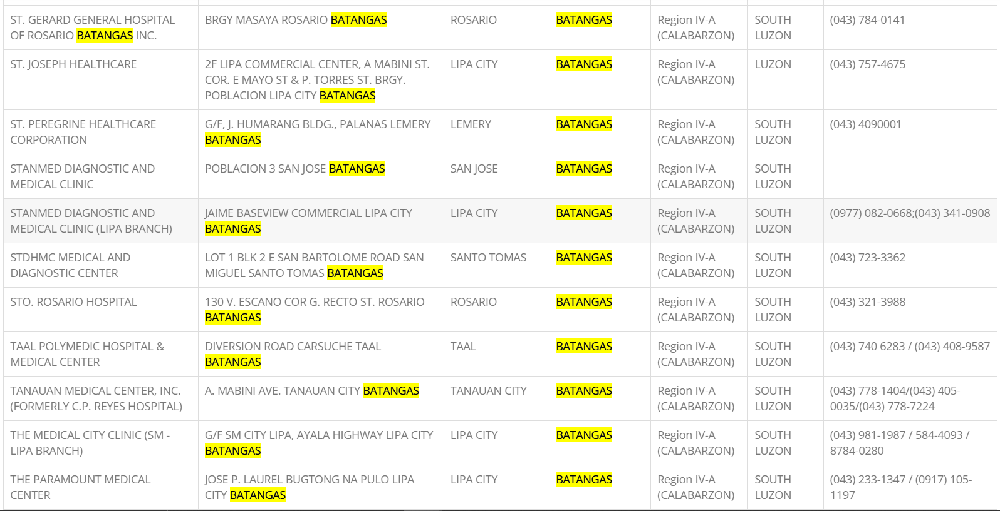 ST. GERARD GENERAL HOSPITAL
OF ROSARIO BATANGAS INC.
BRGY MASAYA ROSARIO BATANGAS
ROSARIO
BATANGAS
Region IV-A
(CALABARZON)
SOUTH
LUZON
(043) 784-0141
ST. JOSEPH HEALTHCARE
2F LIPA COMMERCIAL CENTER, A MABINI ST.
COR. E MAYO ST & P. TORRES ST. BRGY.
POBLACION LIPA CITY BATANGAS
LIPA CITY
BATANGAS
Region IV-A
(CALABARZON)
LUZON
(043) 757-4675
ST. PEREGRINE HEALTHCARE
CORPORATION
G/F, J. HUMARANG BLDG., PALANAS LEMERY
BATANGAS
LEMERY
BATANGAS
Region IV-A
(CALABARZON)
SOUTH
LUZON
(043) 4090001
STANMED DIAGNOSTIC AND
MEDICAL CLINIC
POBLACION 3 SAN JOSE BATANGAS
SAN JOSE
BATANGAS
Region IV-A
(CALABARZON)
SOUTH
LUZON
STANMED DIAGNOSTIC AND
MEDICAL CLINIC (LIPA BRANCH)
JAIME BASEVIEW COMMERCIAL LIPA CITY
BATANGAS
LIPA CITY
BATANGAS
Region IV-A
(CALABARZON)
SOUTH
LUZON
(0977) 082-0668;(043) 341-0908
STDHMC MEDICAL AND
DIAGNOSTIC CENTER
LOT 1 BLK 2 E SAN BARTOLOME ROAD SAN
MIGUEL SANTO TOMAS BATANGAS
SANTO TOMAS
BATANGAS
Region IV-A
(CALABARZON)
SOUTH
LUZON
(043) 723-3362
STO. ROSARIO HOSPITAL
130 V. ESCANO COR G. RECTO ST. ROSARIO
BATANGAS
ROSARIO
BATANGAS
Region IV-A
(CALABARZON)
SOUTH
LUZON
(043) 321-3988
TAAL POLYMEDIC HOSPITAL &
MEDICAL CENTER
DIVERSION ROAD CARSUCHE TAAL
BATANGAS
TAAL
BATANGAS
Region IV-A
(CALABARZON)
SOUTH
LUZON
(043) 740 6283 / (043) 408-9587
TANAUAN MEDICAL CENTER, INC.
(FORMERLY C.P. REYES HOSPITAL)
A. MABINI AVE. TANAUAN CITY BATANGAS
TANAUAN CITY
BATANGAS
Region IV-A
(CALABARZON)
SOUTH
LUZON
(043) 778-1404/(043) 405-
0035/(043) 778-7224
THE MEDICAL CITY CLINIC (SM -
LIPA BRANCH)
G/F SM CITY LIPA, AYALA HIGHWAY LIPA CITY
BATANGAS
LIPA CITY
BATANGAS
Region IV-A
(CALABARZON)
SOUTH
LUZON
(043) 981-1987 / 584-4093 /
8784-0280
THE PARAMOUNT MEDICAL
CENTER
JOSE P. LAUREL BUGTONG NA PULO LIPA
CITY BATANGAS
LIPA CITY
BATANGAS
Region IV-A
(CALABARZON)
SOUTH
LUZON
(043) 233-1347 / (0917) 105-
1197